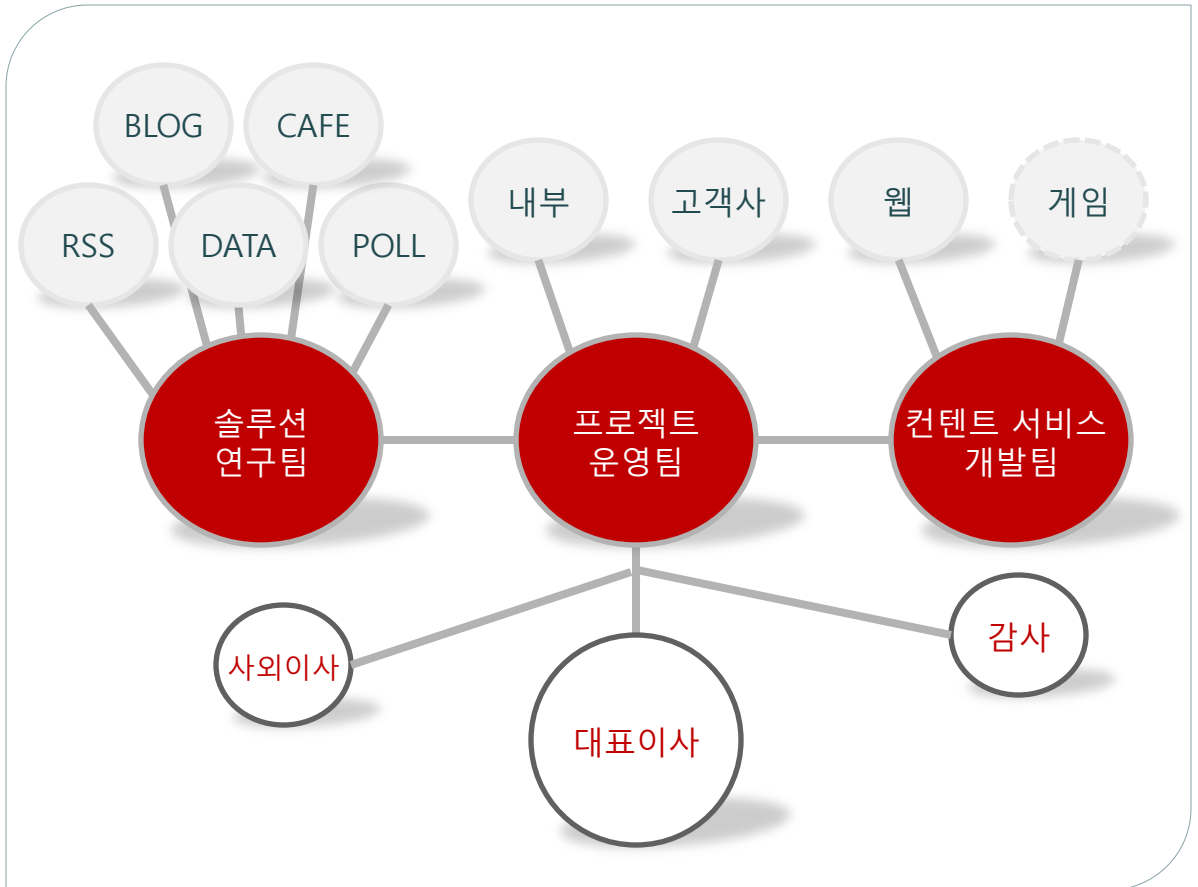 BLOG
CAFE
RSS
DATA
POLL
내부
고객사
웹
게임
솔루션
연구팀
프로젝트
운영팀
컨텐트 서비스
개발팀
사외이사
감사
대표이사